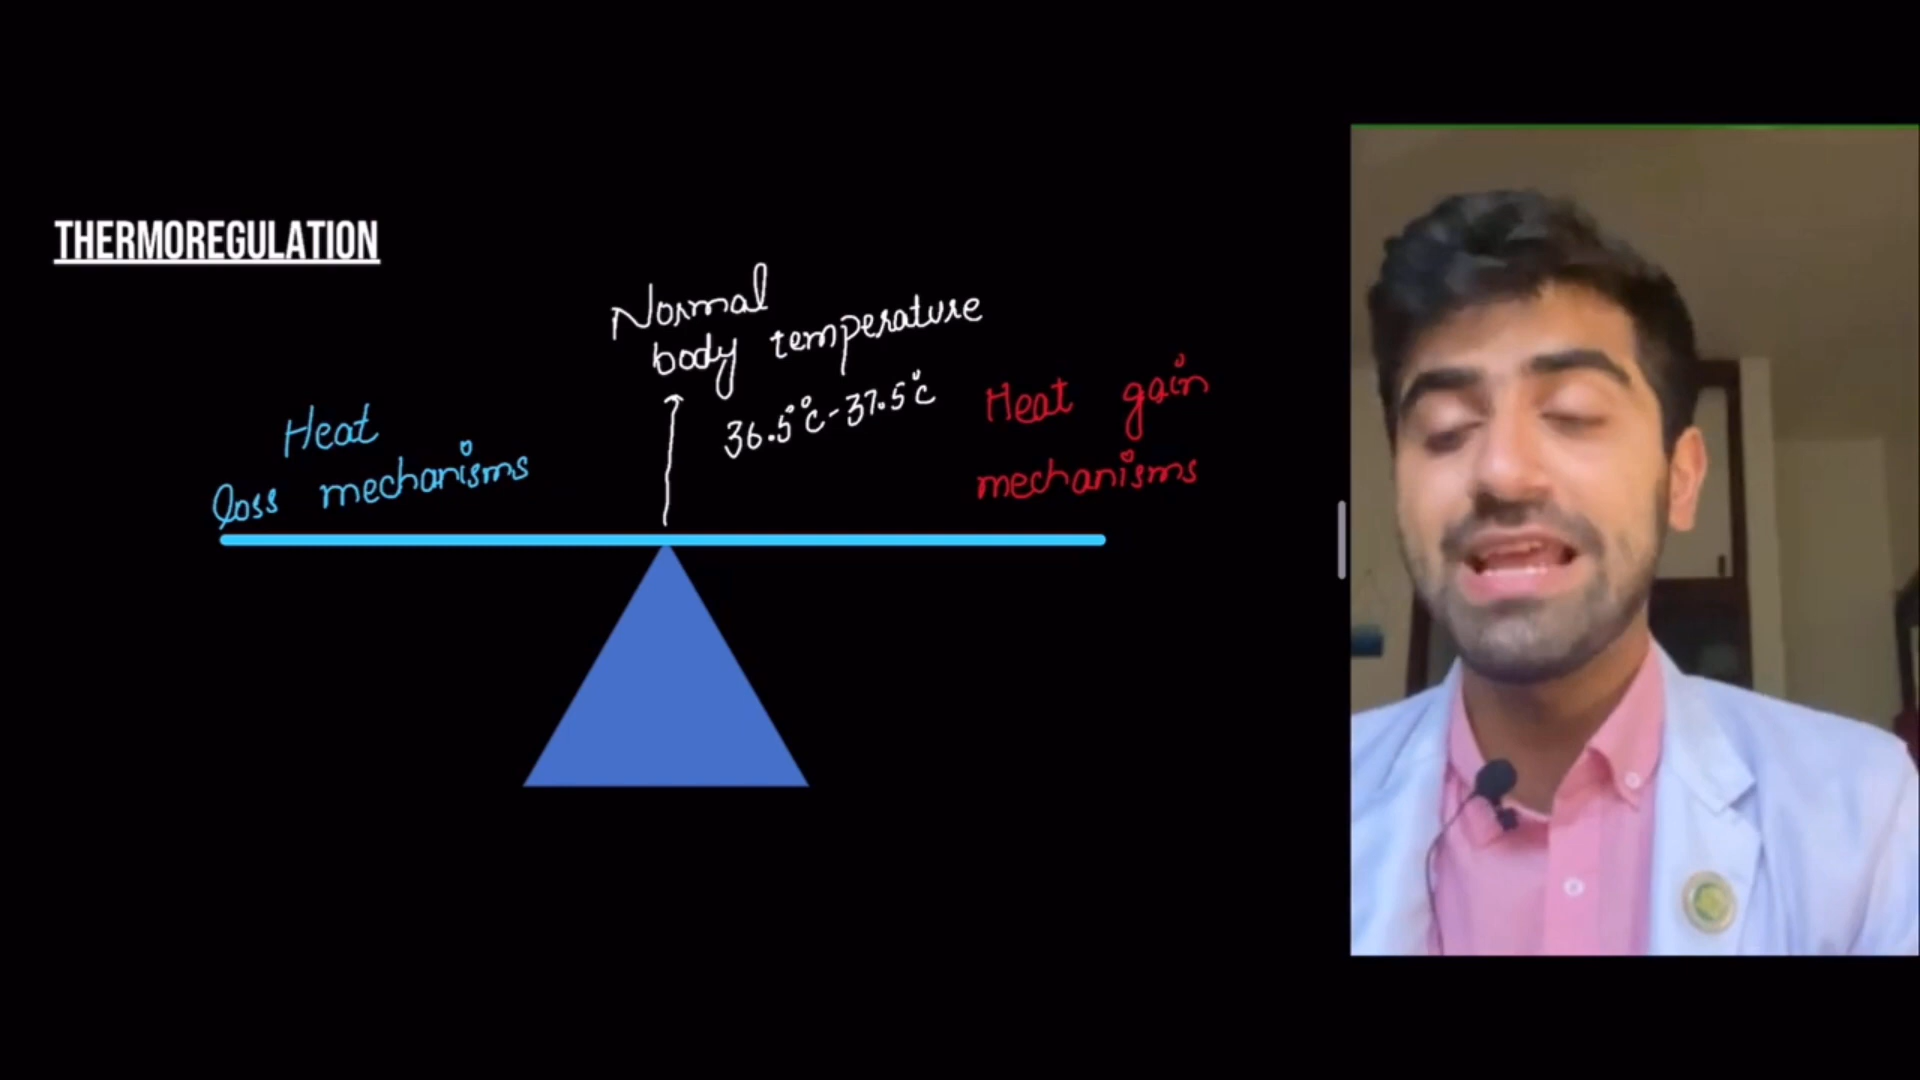 THERMOREGULATION
Normal
body temperature
36.5°C-37.5°C
Heat
loss mechanisms
Heat gain
mechanisms